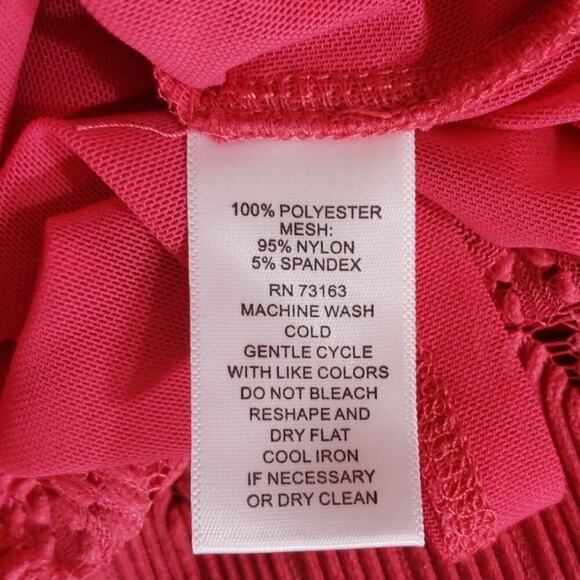 100% POLYESTER
MESH:
95% NYLON
5% SPANDEX
RN 73163
MACHINE WASH
COLD
GENTLE CYCLE
WITH LIKE COLORS
DO NOT BLEACH
RESHAPE AND
DRY FLAT
COOL IRON
IF NECESSARY
OR DRY CLEAN